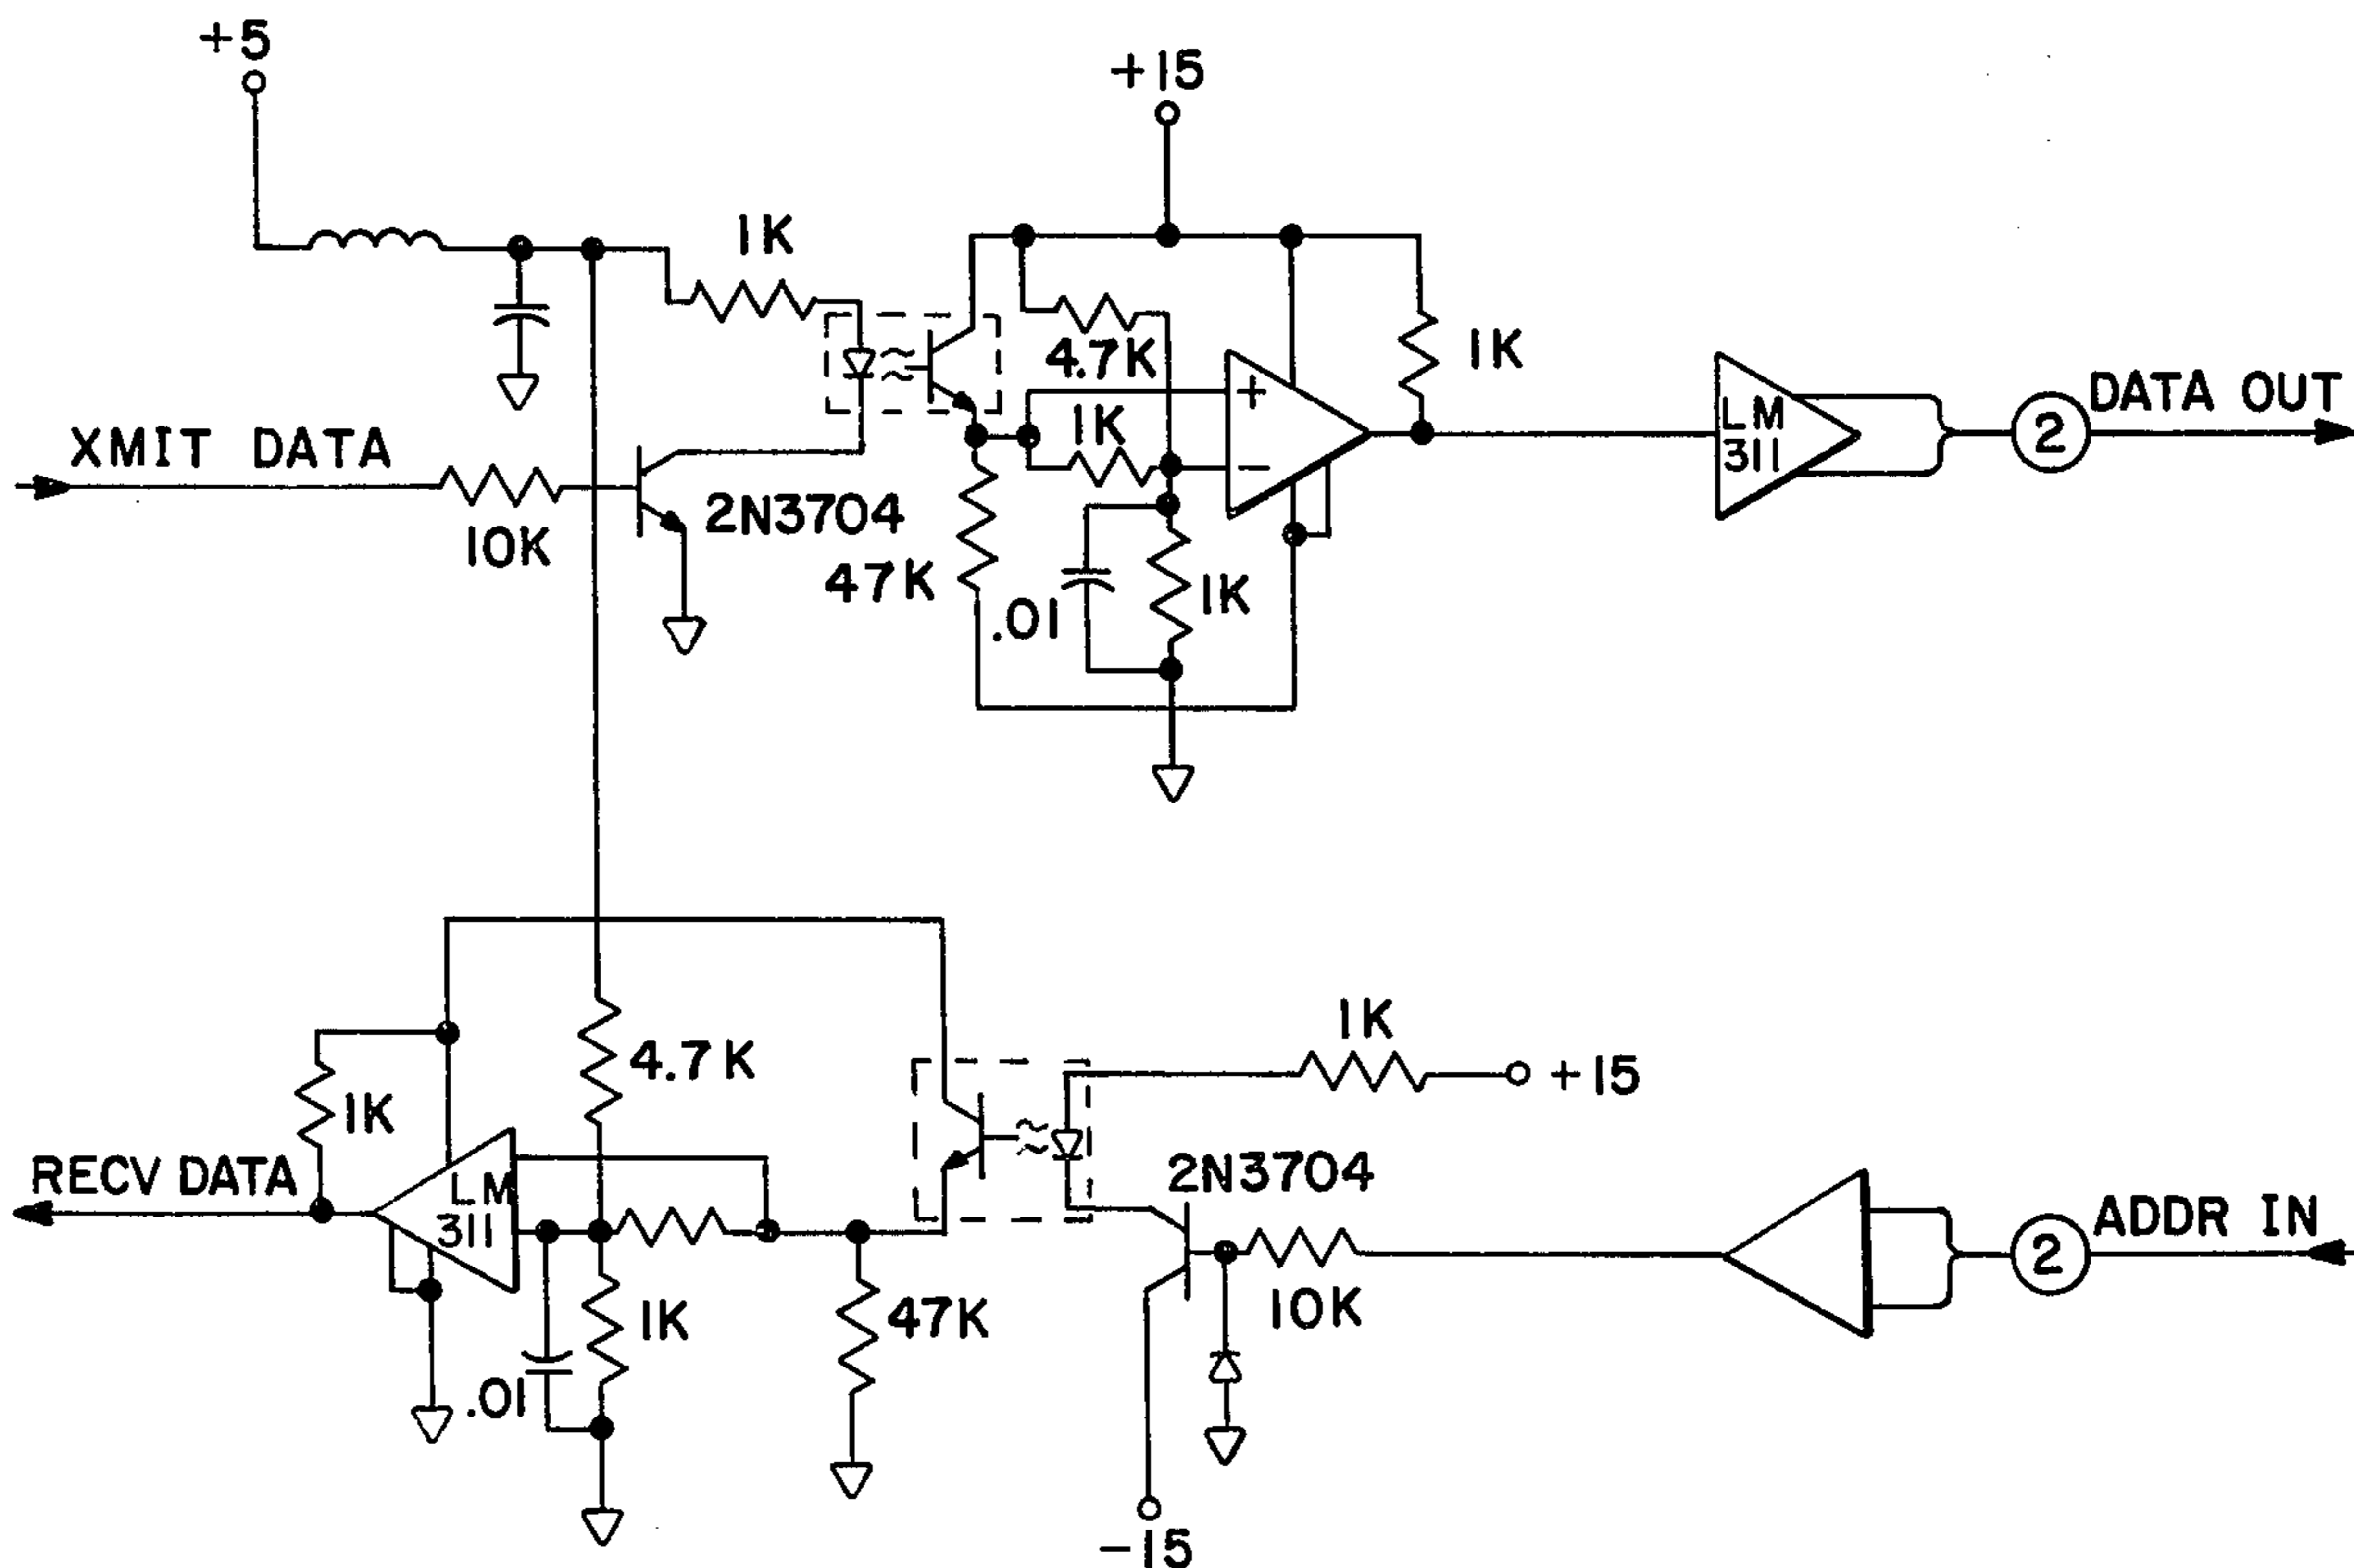 +5
+15
1K
4.7K
1K
1K
+
−
LM
311
2
DATA OUT
XMIT DATA
10K
2N3704
47K
.01
1K
4.7K
1K
+15
1K
RECV DATA
LM
311
2N3704
2
ADDR IN
1K
47K
10K
.01
−15